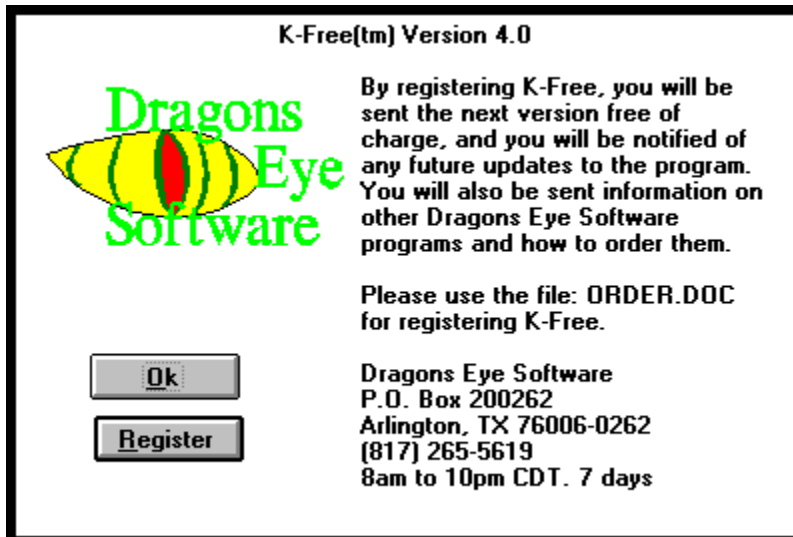 K-Free(tm) Version 4.0
Dragons
Eye
Software
By registering K-Free, you will be
sent the next version free of
charge, and you will be notified of
any future updates to the program.
You will also be sent information on
other Dragons Eye Software
programs and how to order them.
Please use the file: ORDER.DOC
for registering K-Free.
Ok
Register
Dragons Eye Software
P.O. Box 200262
Arlington, TX 76006-0262
(817) 265-5619
8am to 10pm CDT. 7 days